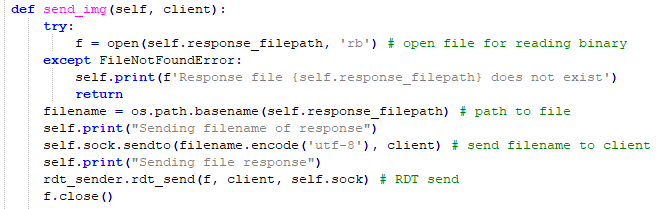 def send_img(self, client):
    try:
        f = open(self.response_filepath, 'rb') # open file for reading binary
    except FileNotFoundError:
        self.print(f'Response file {self.response_filepath} does not exist')
        return
    filename = os.path.basename(self.response_filepath) # path to file
    self.print("Sending filename of response")
    self.sock.sendto(filename.encode('utf-8'), client) # send filename to client
    self.print("Sending file response")
    rdt_sender.rdt_send(f, client, self.sock) # RDT send
    f.close()